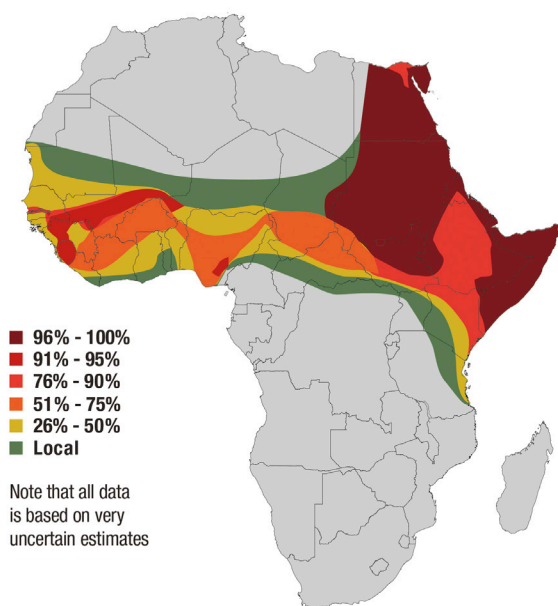 96% - 100%
91% - 95%
76% - 90%
51% - 75%
26% - 50%
Local
Note that all data
is based on very
uncertain estimates